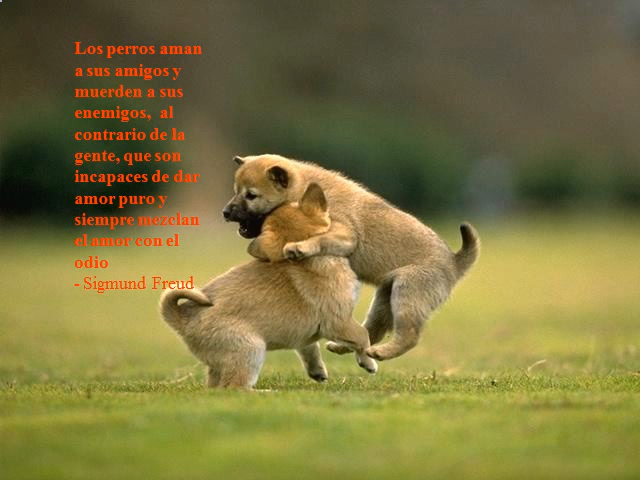 Los perros aman
a sus amigos y
muerden a sus
enemigos, al
contrario de la
gente, que son
incapaces de dar
amor puro y
siempre mezclan
el amor con el
odio
- Sigmund Freud